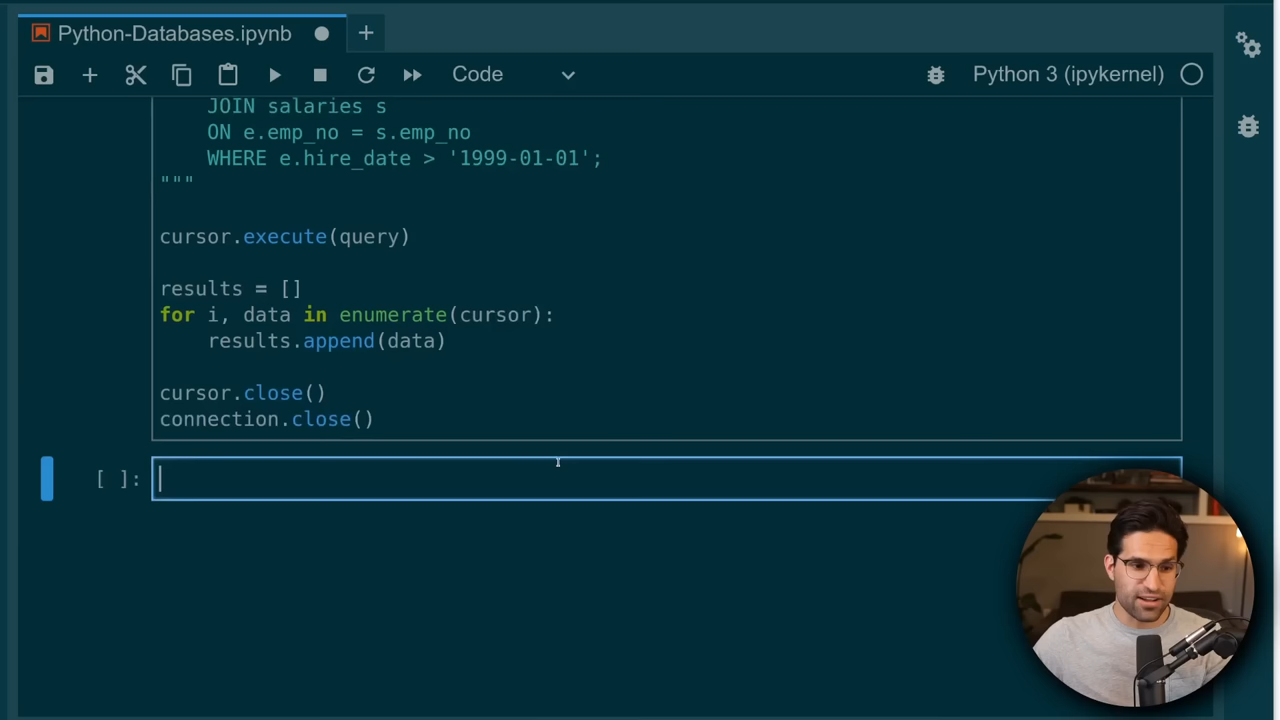 Python-Databases.ipynb
Code
Python 3 (ipykernel)
JOIN salaries s
ON e.emp_no = s.emp_no
WHERE e.hire_date > '1999-01-01';
"""
cursor.execute(query)
results = []
for i, data in enumerate(cursor):
results.append(data)
cursor.close()
connection.close()
[ ]: